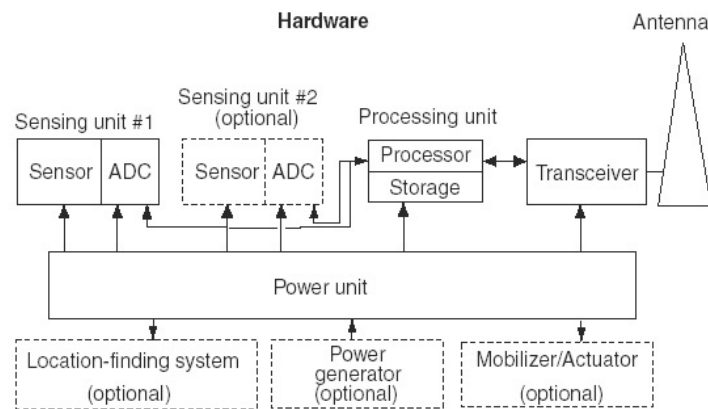 Hardware
Antenna
Sensing unit #1
Sensing unit #2
(optional)
Processing unit
Sensor
ADC
Sensor
ADC
Processor
Storage
Transceiver
Power unit
Location-finding system
(optional)
Power
generator
(optional)
Mobilizer/Actuator
(optional)